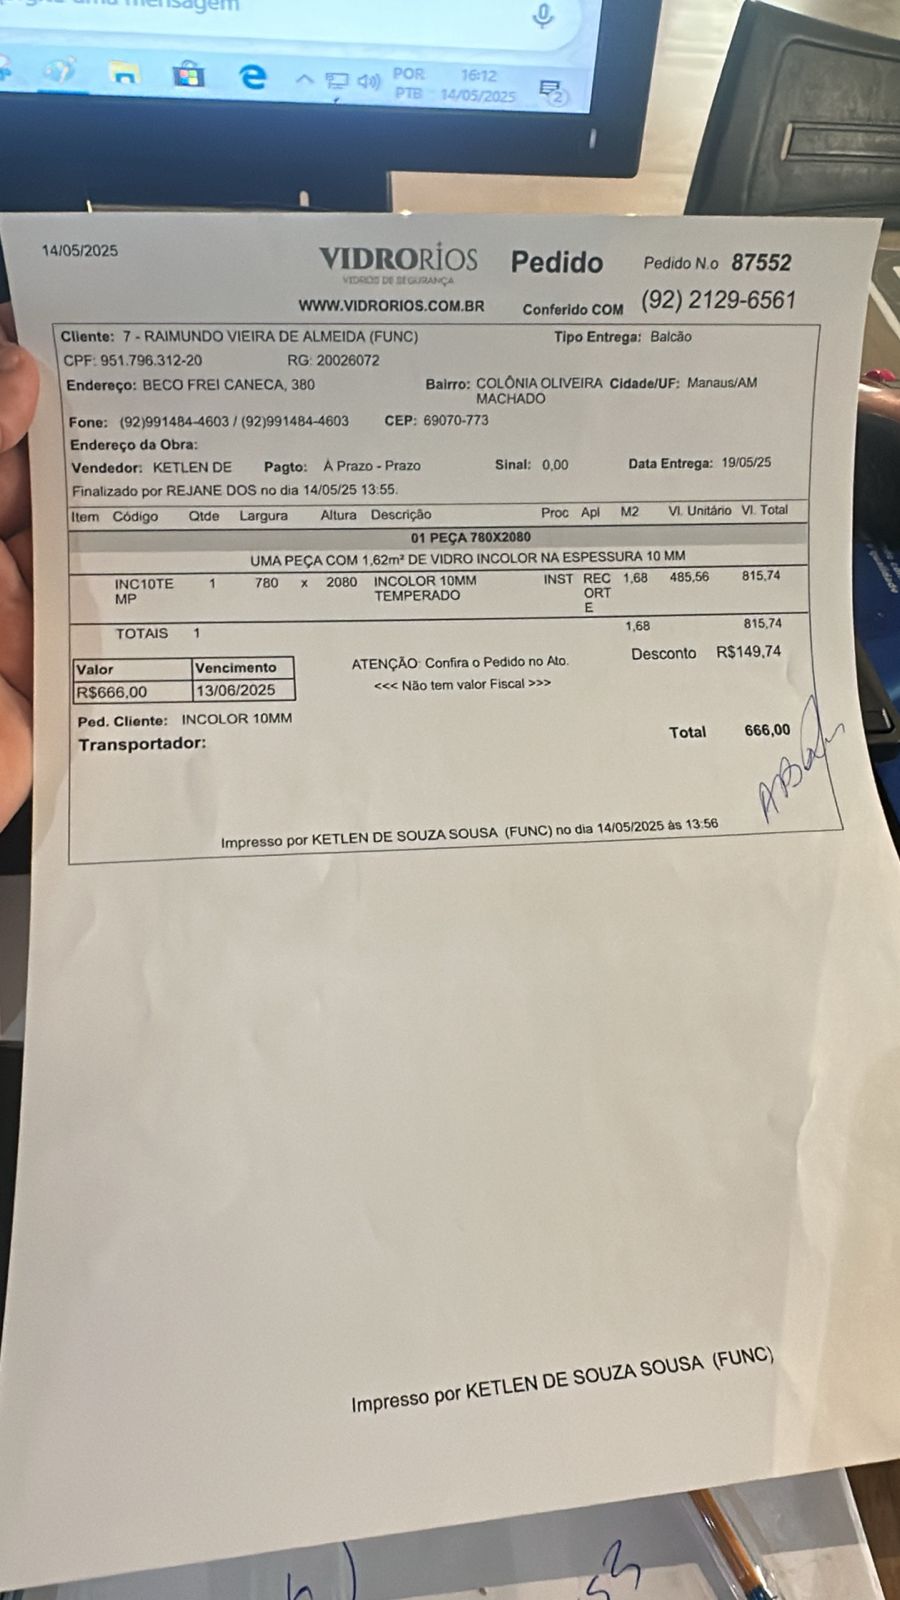 mensagem
POR 16:12
PTB 14/05/2025
2
14/05/2025
VIDRORIOS Pedido Pedido N.o 87552
VIDROS DE SEGURANÇA
WWW.VIDRORIOS.COM.BR Conferido COM (92) 2129-6561
Cliente: 7 - RAIMUNDO VIEIRA DE ALMEIDA (FUNC) Tipo Entrega: Balcão
CPF: 951.796.312-20 RG: 20026072
Endereço: BECO FREI CANECA, 380 Bairro: COLÔNIA OLIVEIRA Cidade/UF: Manaus/AM
MACHADO
Fone: (92)991484-4603 / (92)991484-4603 CEP: 69070-773
Endereço da Obra:
Vendedor: KETLEN DE Pagto: À Prazo - Prazo Sinal: 0,00 Data Entrega: 19/05/25
Finalizado por REJANE DOS no dia 14/05/25 13:55.
Item Código Qtde Largura Altura Descrição Proc Apl M2 Vl. Unitário Vl. Total
01 PEÇA 780X2080
UMA PEÇA COM 1,62m² DE VIDRO INCOLOR NA ESPESSURA 10 MM
INC10TE 1 780 x 2080 INCOLOR 10MM INST REC 1,68 485,56 815,74
MP TEMPERADO ORT
E
TOTAIS 1 1,68 815,74
Desconto R$149,74
Valor Vencimento ATENÇÃO: Confira o Pedido no Ato.
R$666,00 13/06/2025 <<< Não tem valor Fiscal >>>
Ped. Cliente: INCOLOR 10MM
Transportador: Total 666,00
Impresso por KETLEN DE SOUZA SOUSA (FUNC) no dia 14/05/2025 às 13:56
Impresso por KETLEN DE SOUZA SOUSA (FUNC)